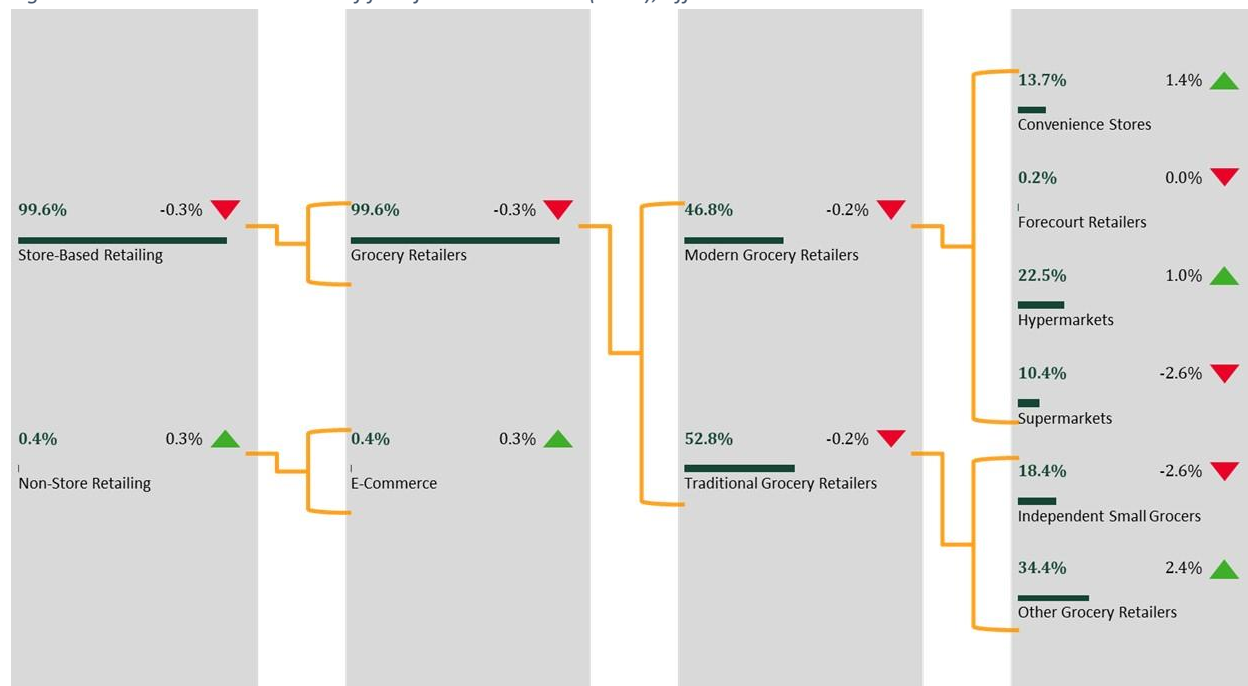 99.6% -0.3%
Store-Based Retailing
0.4% 0.3%
Non-Store Retailing
99.6% -0.3%
Grocery Retailers
0.4% 0.3%
E-Commerce
46.8% -0.2%
Modern Grocery Retailers
52.8% -0.2%
Traditional Grocery Retailers
13.7% 1.4%
Convenience Stores
0.2% 0.0%
Forecourt Retailers
22.5% 1.0%
Hypermarkets
10.4% -2.6%
Supermarkets
18.4% -2.6%
Independent Small Grocers
34.4% 2.4%
Other Grocery Retailers